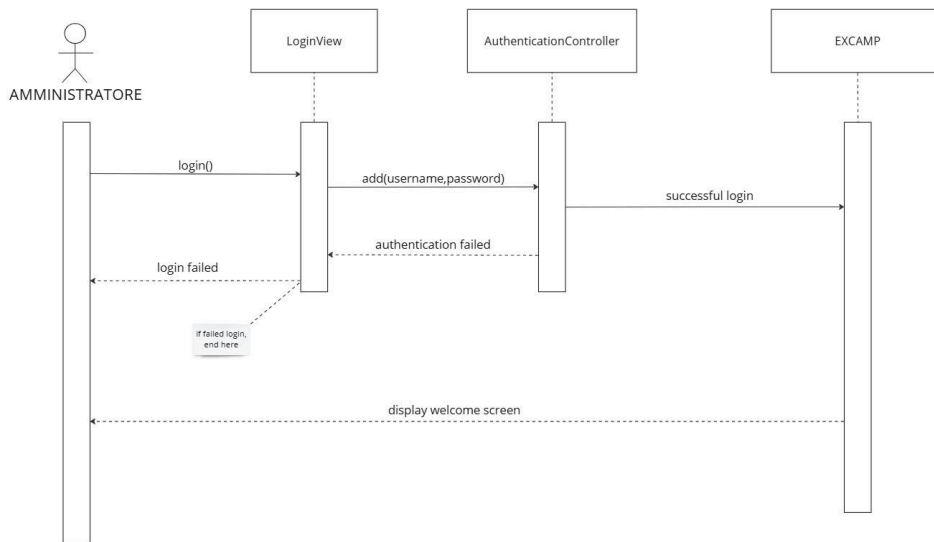 LoginView
AuthenticationController
EXCAMP
AMMINISTRATORE
login()
add(username,password)
successful login
authentication failed
login failed
if failed login,
end here
display welcome screen